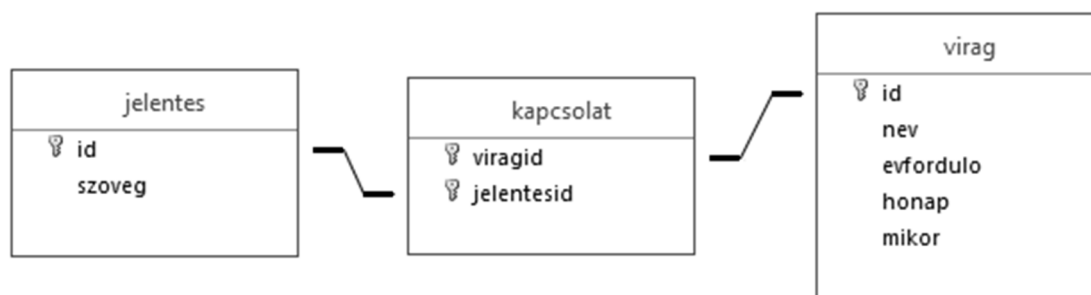 jelentes
id
szoveg
kapcsolat
viragid
jelentesid
virag
id
nev
evfordulo
honap
mikor